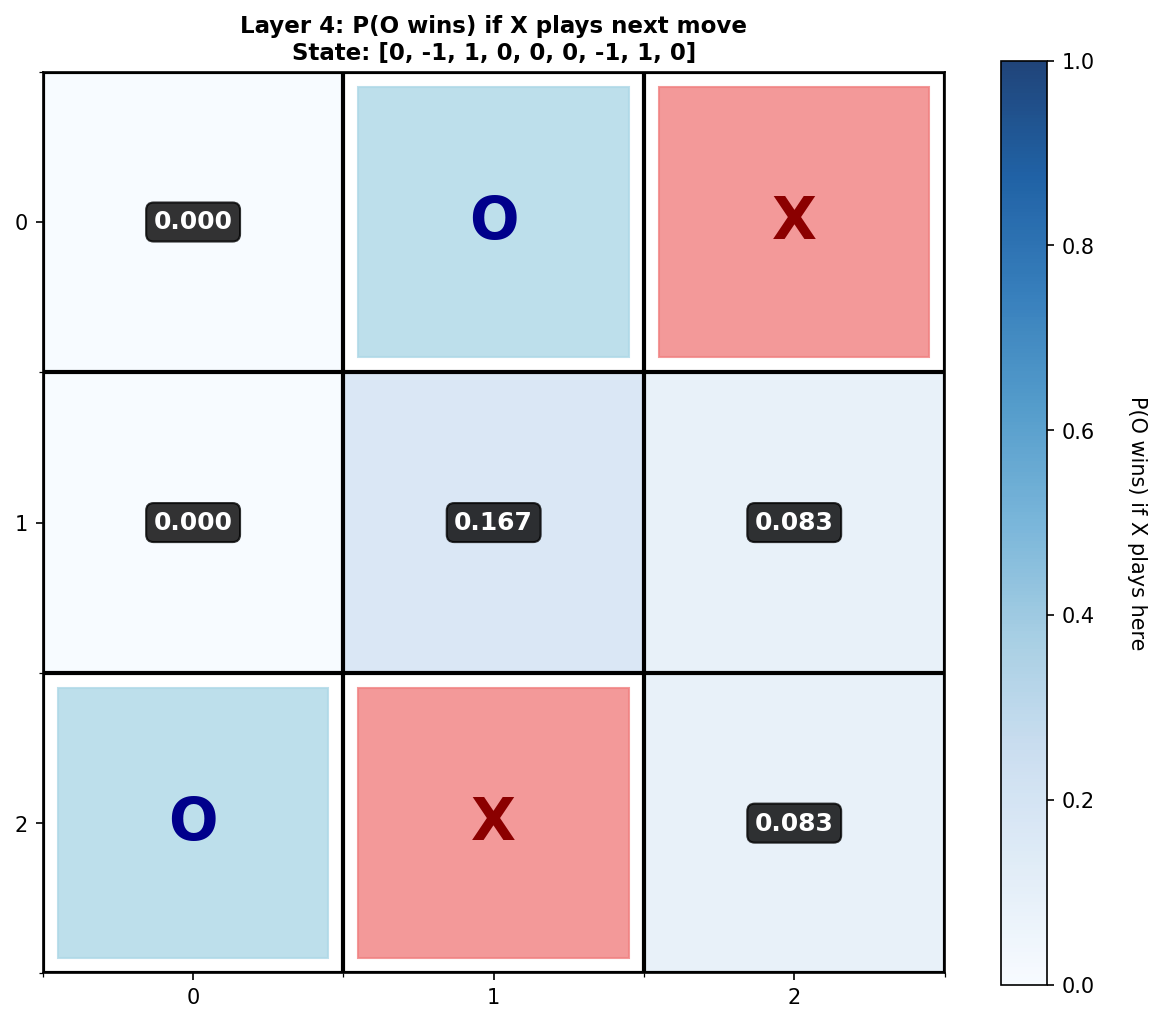 Layer 4: P(O wins) if X plays next move
State: [0, -1, 1, 0, 0, 0, -1, 1, 0]
0
0.000
O
X
1
0.000
0.167
0.083
2
O
X
0.083
0
1
2
1.0
0.8
0.6
0.4
0.2
0.0
P(O wins) if X plays here